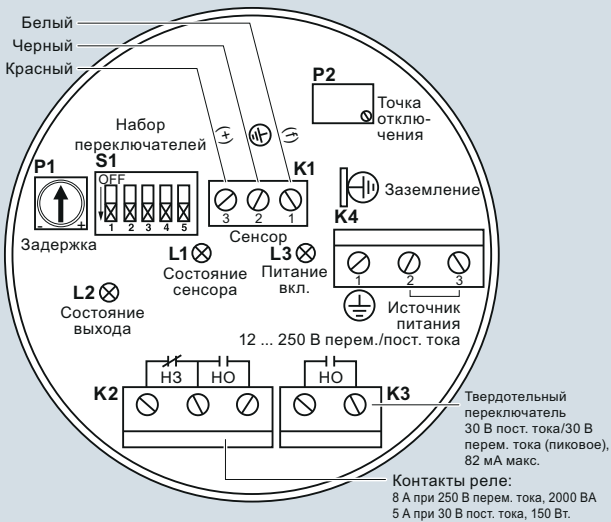 Белый
Черный
Красный
P2
Точка
отклю-
чения
Набор
переключателей
(+)
(-)
P1
S1
OFF
1 2 3 4 5
- +
Задержка
K1
3 2 1
Сенсор
Заземление
K4
1 2 3
L1
Состояние
сенсора
L3
Питание
вкл.
L2
Состояние
выхода
Источник
питания
12 ... 250 В перем./пост. тока
K2
НЗ
НО
НО
K3
Твердотельный
переключатель
30 В пост. тока/30 В
перем. тока (пиковое),
82 мА макс.
Контакты реле:
8 А при 250 В перем. тока, 2000 ВА
5 А при 30 В пост. тока, 150 Вт.